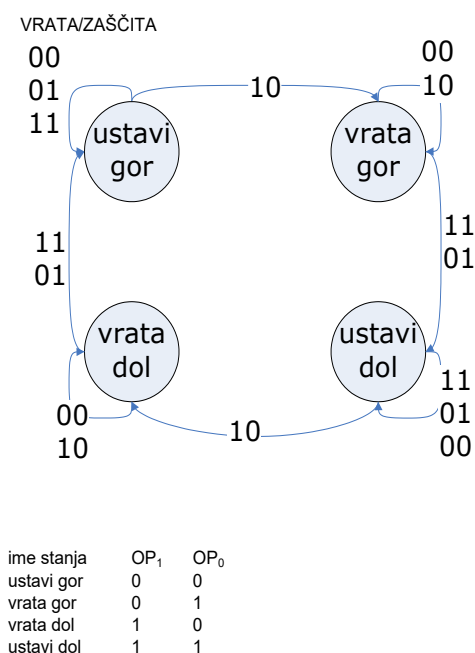 VRATA/ZAŠČITA
00
01
11
10
00
10
ustavi
gor
vrata
gor
11
01
11
01
vrata
dol
ustavi
dol
00
10
10
11
01
00
ime stanja OP₁ OP₀
ustavi gor 0 0
vrata gor 0 1
vrata dol 1 0
ustavi dol 1 1